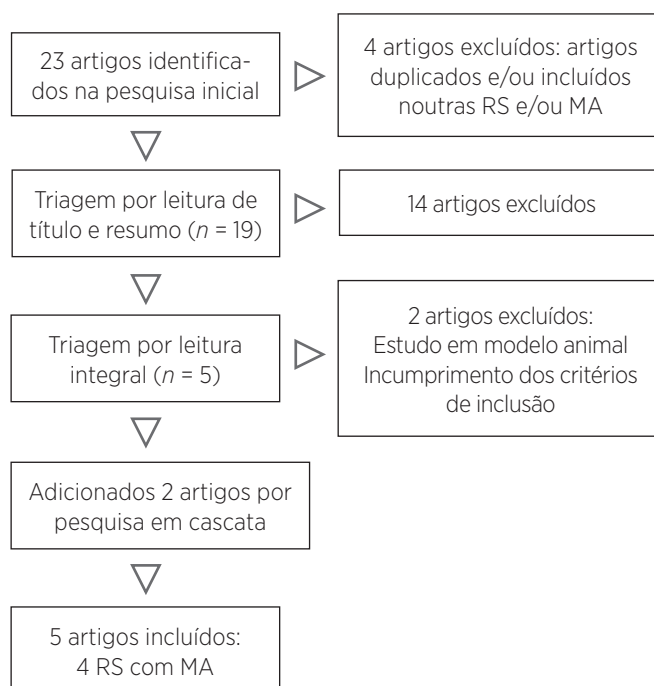 23 artigos identifica-
dos na pesquisa inicial
4 artigos excluídos: artigos
duplicados e/ou incluídos
noutras RS e/ou MA
Triagem por leitura de
título e resumo (n = 19)
14 artigos excluídos
Triagem por leitura
integral (n = 5)
2 artigos excluídos:
Estudo em modelo animal
Incumprimento dos critérios
de inclusão
Adicionados 2 artigos por
pesquisa em cascata
5 artigos incluídos:
4 RS com MA